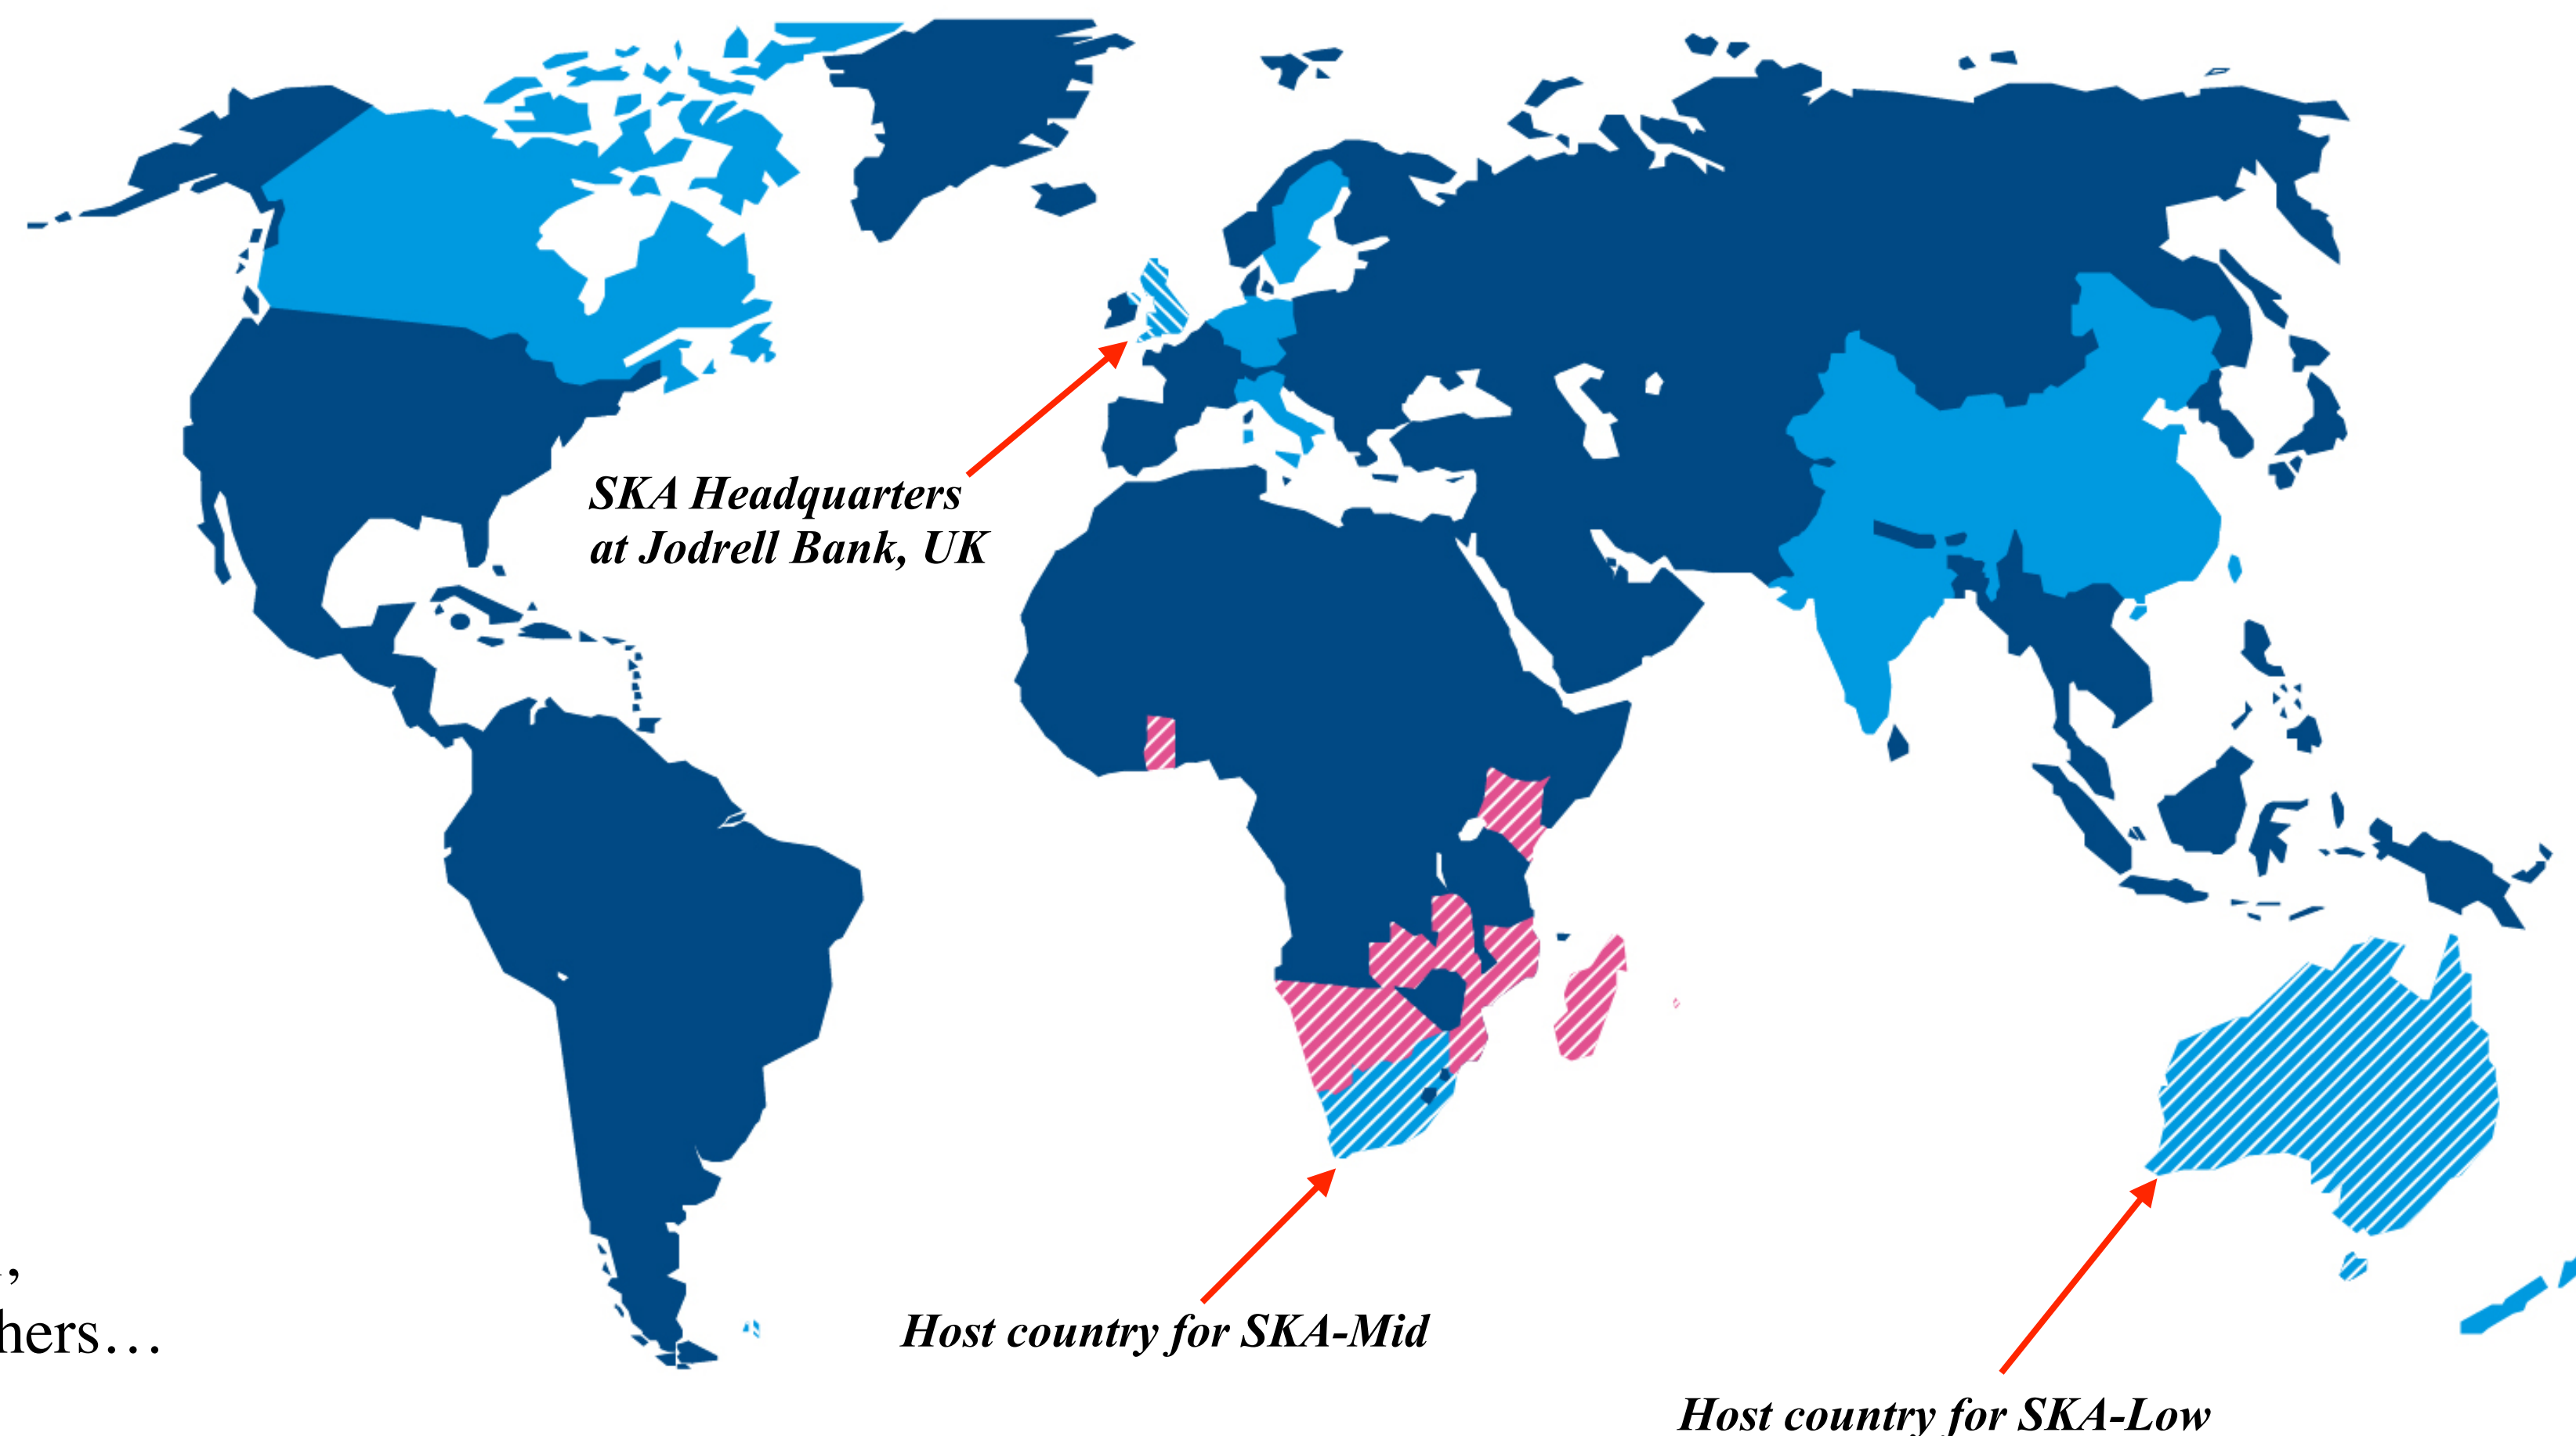 SKA Headquarters
at Jodrell Bank, UK
Host country for SKA-Mid
Host country for SKA-Low